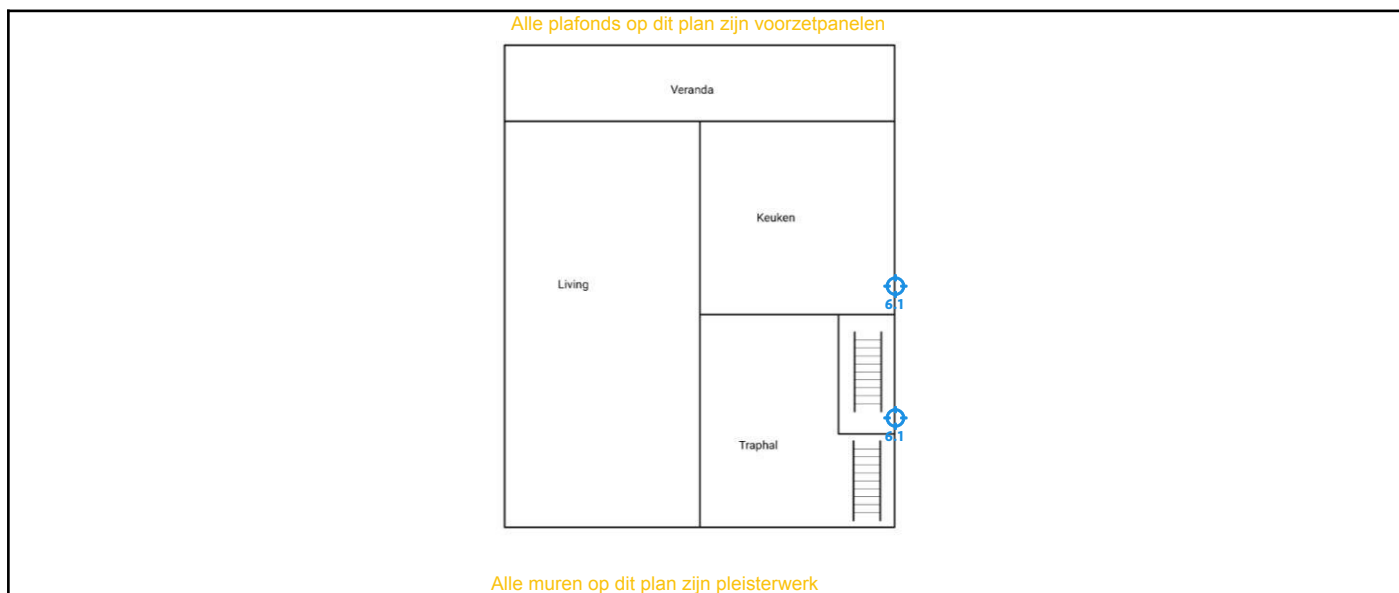 Alle plafonds op dit plan zijn voorzetpanelen
Veranda
Keuken
Living
6.1
6.1
Traphal
Alle muren op dit plan zijn pleisterwerk